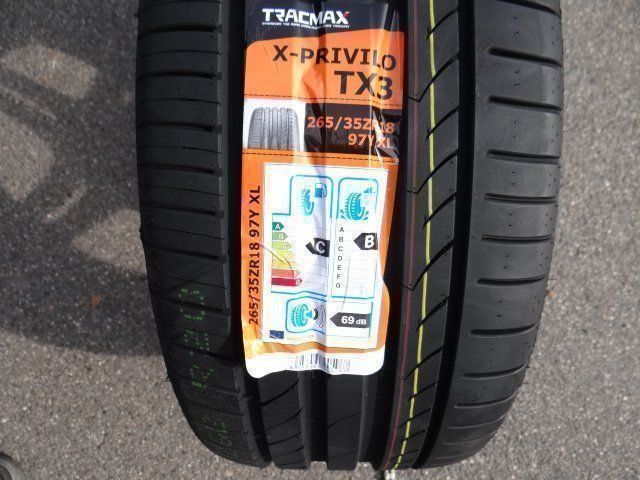 TRACMAX
X-PRIVILO
TX3
265/35ZR18
97Y XL
265/35ZR18 97Y XL
A
B
C
D
E
F
G
C
A
B
C
D
E
F
G
B
69 dB